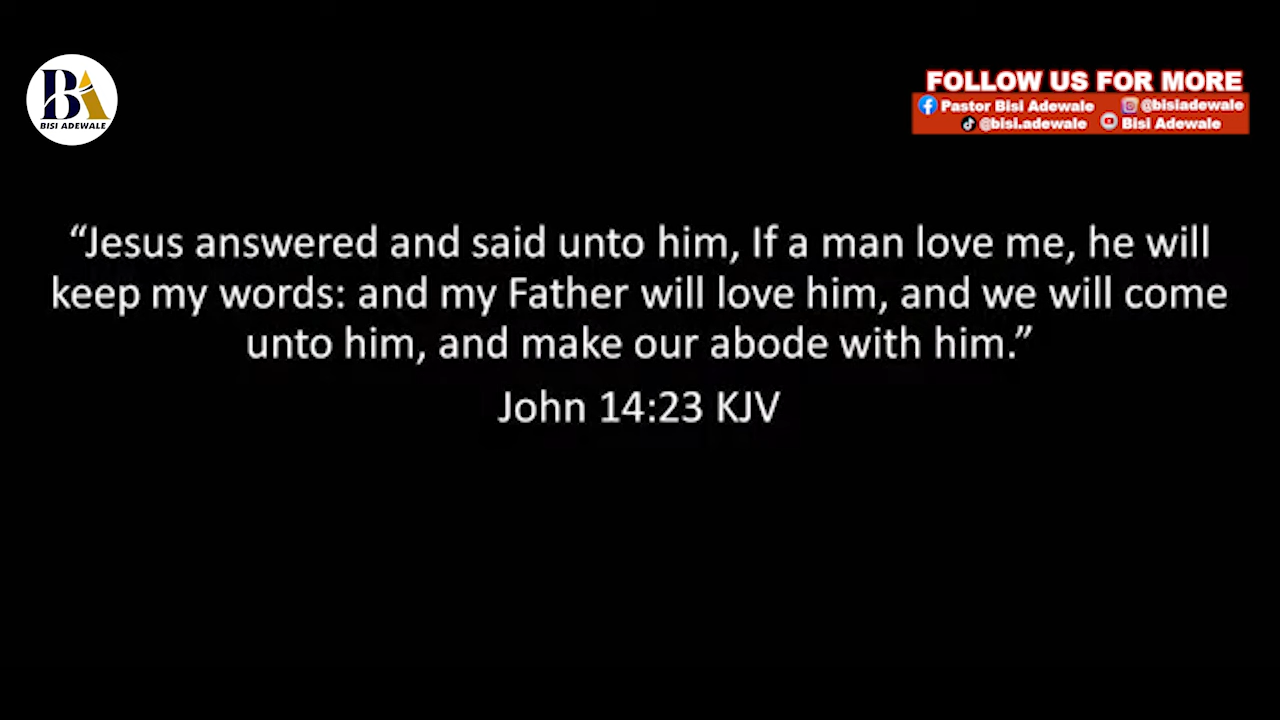 BA
BISI ADEWALE
FOLLOW US FOR MORE
Pastor Bisi Adewale @bisiadewale
@bisi.adewale Bisi Adewale
“Jesus answered and said unto him, If a man love me, he will
keep my words: and my Father will love him, and we will come
unto him, and make our abode with him.”
John 14:23 KJV